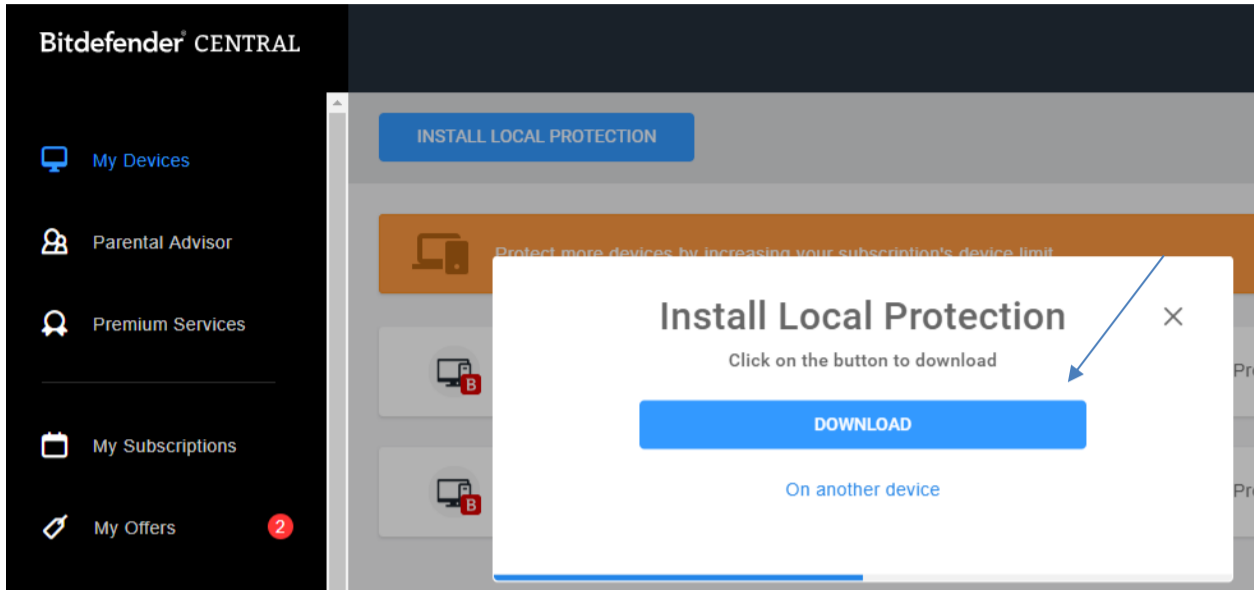 Bitdefender® CENTRAL
My Devices
Parental Advisor
Premium Services
My Subscriptions
My Offers
2
INSTALL LOCAL PROTECTION
Protect more devices by increasing your subscription's device limit
B
B
Install Local Protection
Click on the button to download
DOWNLOAD
On another device